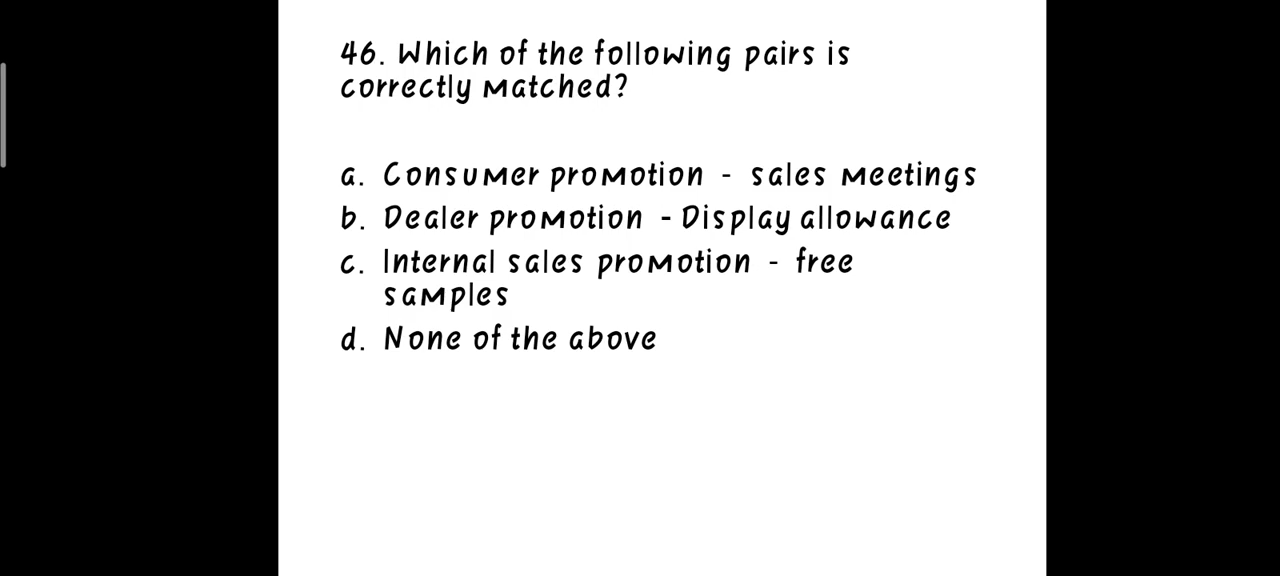 46. Which of the following pairs is
correctly matched?
a. Consumer promotion - sales meetings
b. Dealer promotion - Display allowance
c. Internal sales promotion - free
samples
d. None of the above